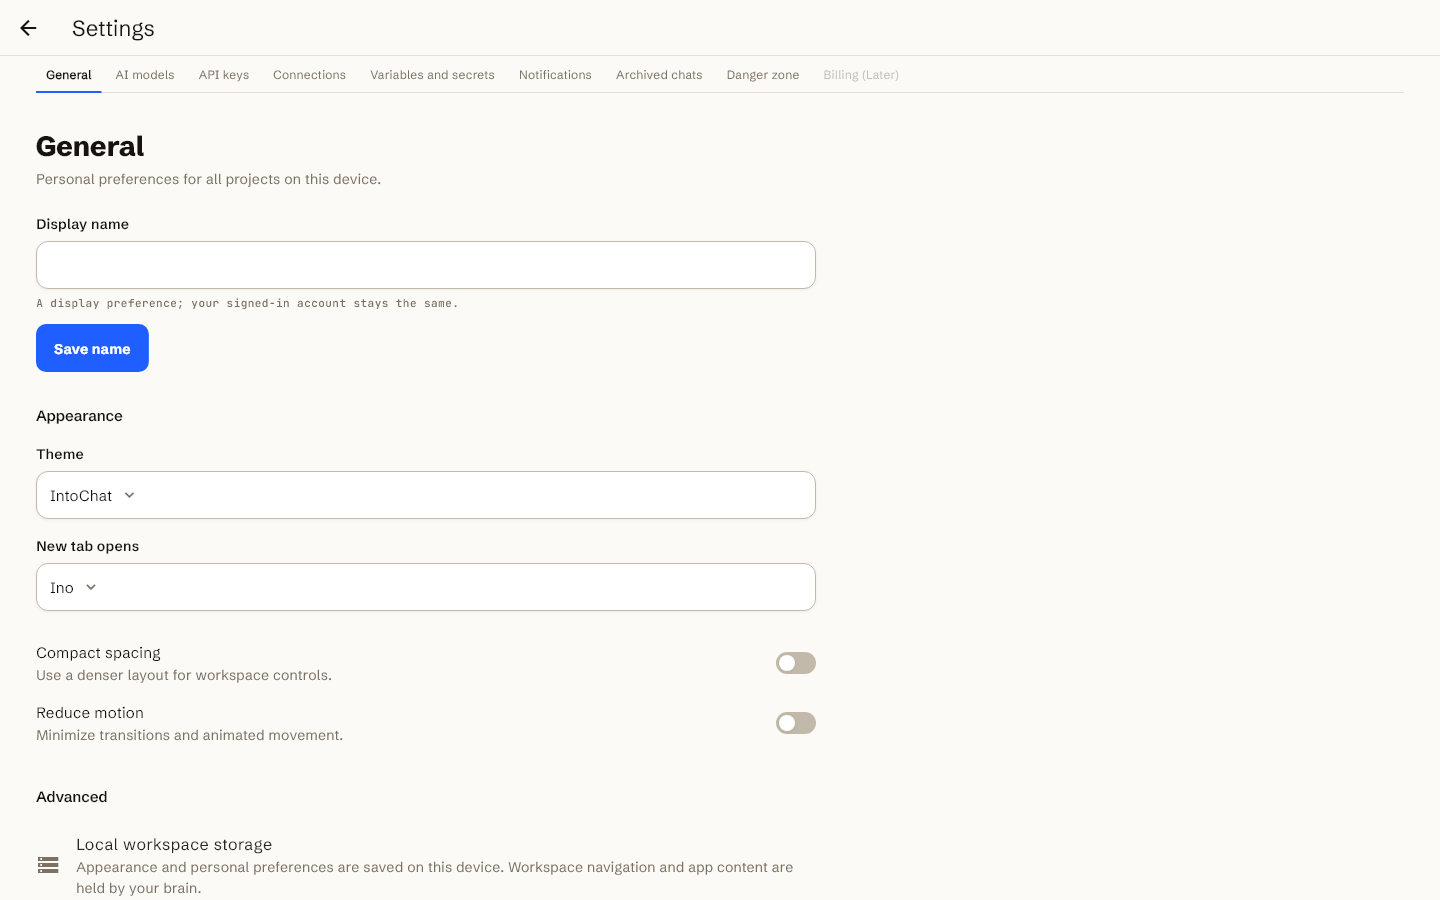 Settings
General
AI models
API keys
Connections
Variables and secrets
Notifications
Archived chats
Danger zone
Billing (Later)
General
Personal preferences for all projects on this device.
Display name
A display preference; your signed-in account stays the same.
Save name
Appearance
Theme
IntoChat
New tab opens
Ino
Compact spacing
Use a denser layout for workspace controls.
Reduce motion
Minimize transitions and animated movement.
Advanced
Local workspace storage
Appearance and personal preferences are saved on this device. Workspace navigation and app content are
held by your brain.